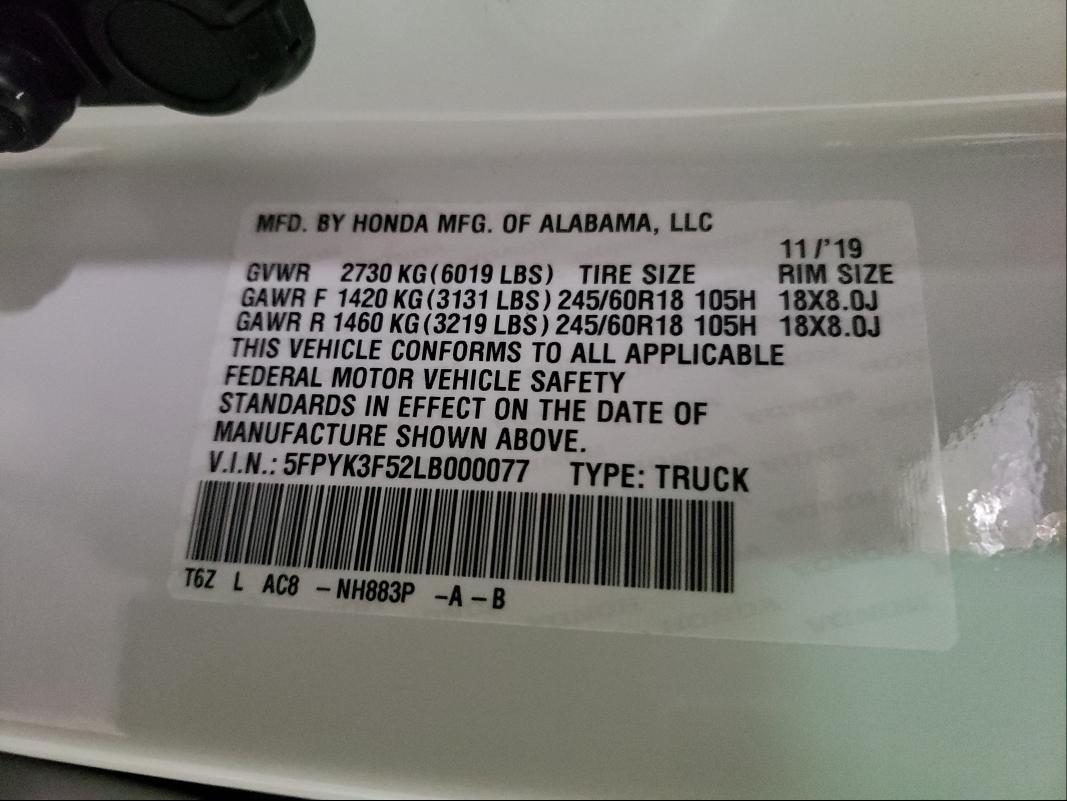 MFD. BY HONDA MFG. OF ALABAMA, LLC
11/'19
GVWR 2730 KG(6019 LBS) TIRE SIZE RIM SIZE
GAWR F 1420 KG(3131 LBS) 245/60R18 105H 18X8.0J
GAWR R 1460 KG(3219 LBS) 245/60R18 105H 18X8.0J
THIS VEHICLE CONFORMS TO ALL APPLICABLE
FEDERAL MOTOR VEHICLE SAFETY
STANDARDS IN EFFECT ON THE DATE OF
MANUFACTURE SHOWN ABOVE.
V.I.N.: 5FPYK3F52LB000077 TYPE: TRUCK
T6Z L AC8 -NH883P -A-B